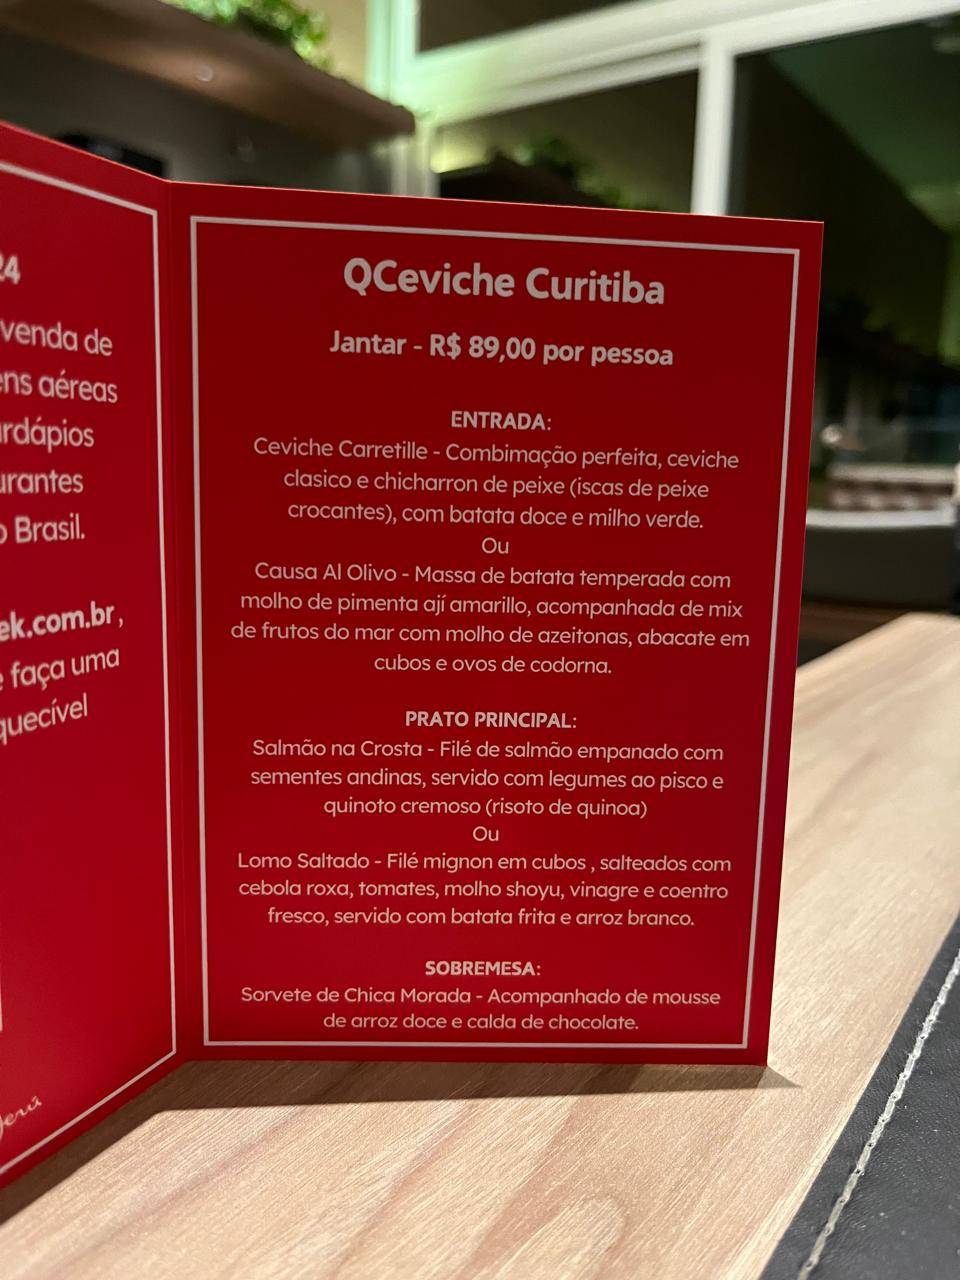 24
venda de
ens aéreas
rdápios
urantes
o Brasil.
ek.com.br,
e faça uma
quecível
QCeviche Curitiba
Jantar - R$ 89,00 por pessoa
ENTRADA:
Ceviche Carretille - Combimação perfeita, ceviche
clasico e chicharron de peixe (iscas de peixe
crocantes), com batata doce e milho verde.
Ou
Causa Al Olivo - Massa de batata temperada com
molho de pimenta ají amarillo, acompanhada de mix
de frutos do mar com molho de azeitonas, abacate em
cubos e ovos de codorna.
PRATO PRINCIPAL:
Salmão na Crosta - Filé de salmão empanado com
sementes andinas, servido com legumes ao pisco e
quinoto cremoso (risoto de quinoa)
Ou
Lomo Saltado - Filé mignon em cubos , salteados com
cebola roxa, tomates, molho shoyu, vinagre e coentro
fresco, servido com batata frita e arroz branco.
SOBREMESA:
Sorvete de Chica Morada - Acompanhado de mousse
de arroz doce e calda de chocolate.